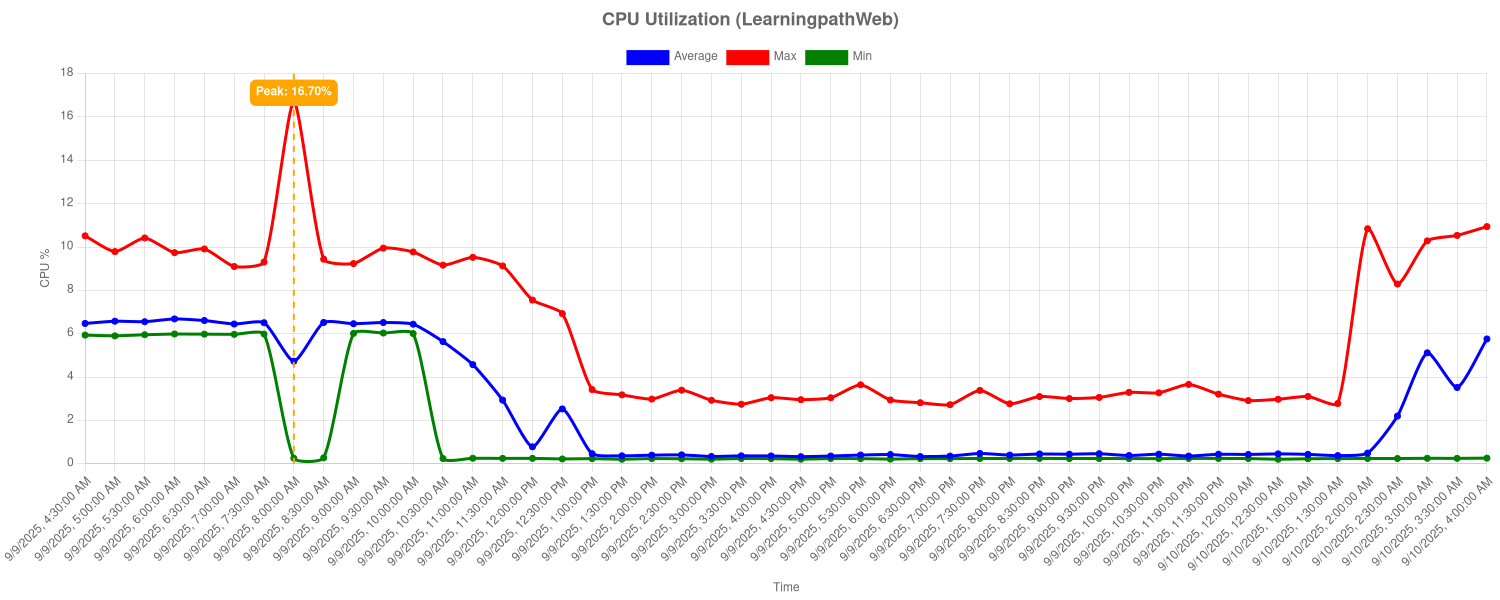 CPU Utilization (LearningpathWeb)
Average Max Min
18
Peak: 16.70%
16
14
12
10
8
6
4
2
0
CPU %
9/9/2025, 4:30:00 AM
9/9/2025, 5:00:00 AM
9/9/2025, 5:30:00 AM
9/9/2025, 6:00:00 AM
9/9/2025, 6:30:00 AM
9/9/2025, 7:00:00 AM
9/9/2025, 7:30:00 AM
9/9/2025, 8:00:00 AM
9/9/2025, 8:30:00 AM
9/9/2025, 9:00:00 AM
9/9/2025, 9:30:00 AM
9/9/2025, 10:00:00 AM
9/9/2025, 10:30:00 AM
9/9/2025, 11:00:00 AM
9/9/2025, 11:30:00 AM
9/9/2025, 12:00:00 PM
9/9/2025, 12:30:00 PM
9/9/2025, 1:00:00 PM
9/9/2025, 1:30:00 PM
9/9/2025, 2:00:00 PM
9/9/2025, 2:30:00 PM
9/9/2025, 3:00:00 PM
9/9/2025, 3:30:00 PM
9/9/2025, 4:00:00 PM
9/9/2025, 4:30:00 PM
9/9/2025, 5:00:00 PM
9/9/2025, 5:30:00 PM
9/9/2025, 6:00:00 PM
9/9/2025, 6:30:00 PM
9/9/2025, 7:00:00 PM
9/9/2025, 7:30:00 PM
9/9/2025, 8:00:00 PM
9/9/2025, 8:30:00 PM
9/9/2025, 9:00:00 PM
9/9/2025, 9:30:00 PM
9/9/2025, 10:00:00 PM
9/9/2025, 10:30:00 PM
9/9/2025, 11:00:00 PM
9/9/2025, 11:30:00 PM
9/10/2025, 12:00:00 AM
9/10/2025, 12:30:00 AM
9/10/2025, 1:00:00 AM
9/10/2025, 1:30:00 AM
9/10/2025, 2:00:00 AM
9/10/2025, 2:30:00 AM
9/10/2025, 3:00:00 AM
9/10/2025, 3:30:00 AM
9/10/2025, 4:00:00 AM
Time